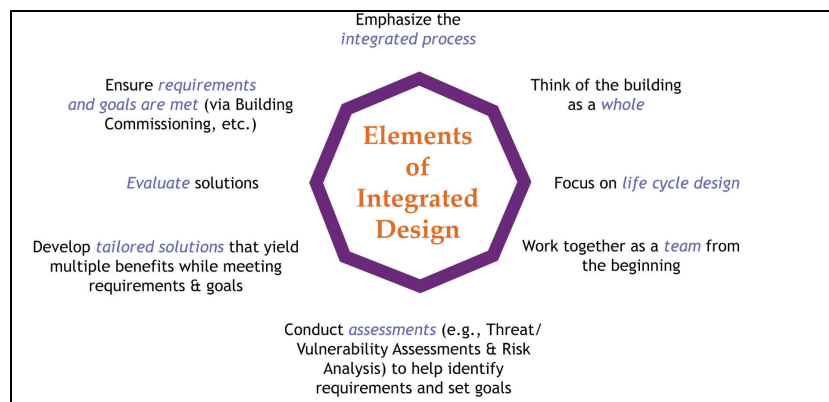 Emphasize the
integrated process
Think of the building
as a whole
Focus on life cycle design
Work together as a team from
the beginning
Conduct assessments (e.g., Threat/
Vulnerability Assessments & Risk
Analysis) to help identify
requirements and set goals
Develop tailored solutions that yield
multiple benefits while meeting
requirements & goals
Evaluate solutions
Ensure requirements
and goals are met (via Building
Commissioning, etc.)
Elements
of
Integrated
Design